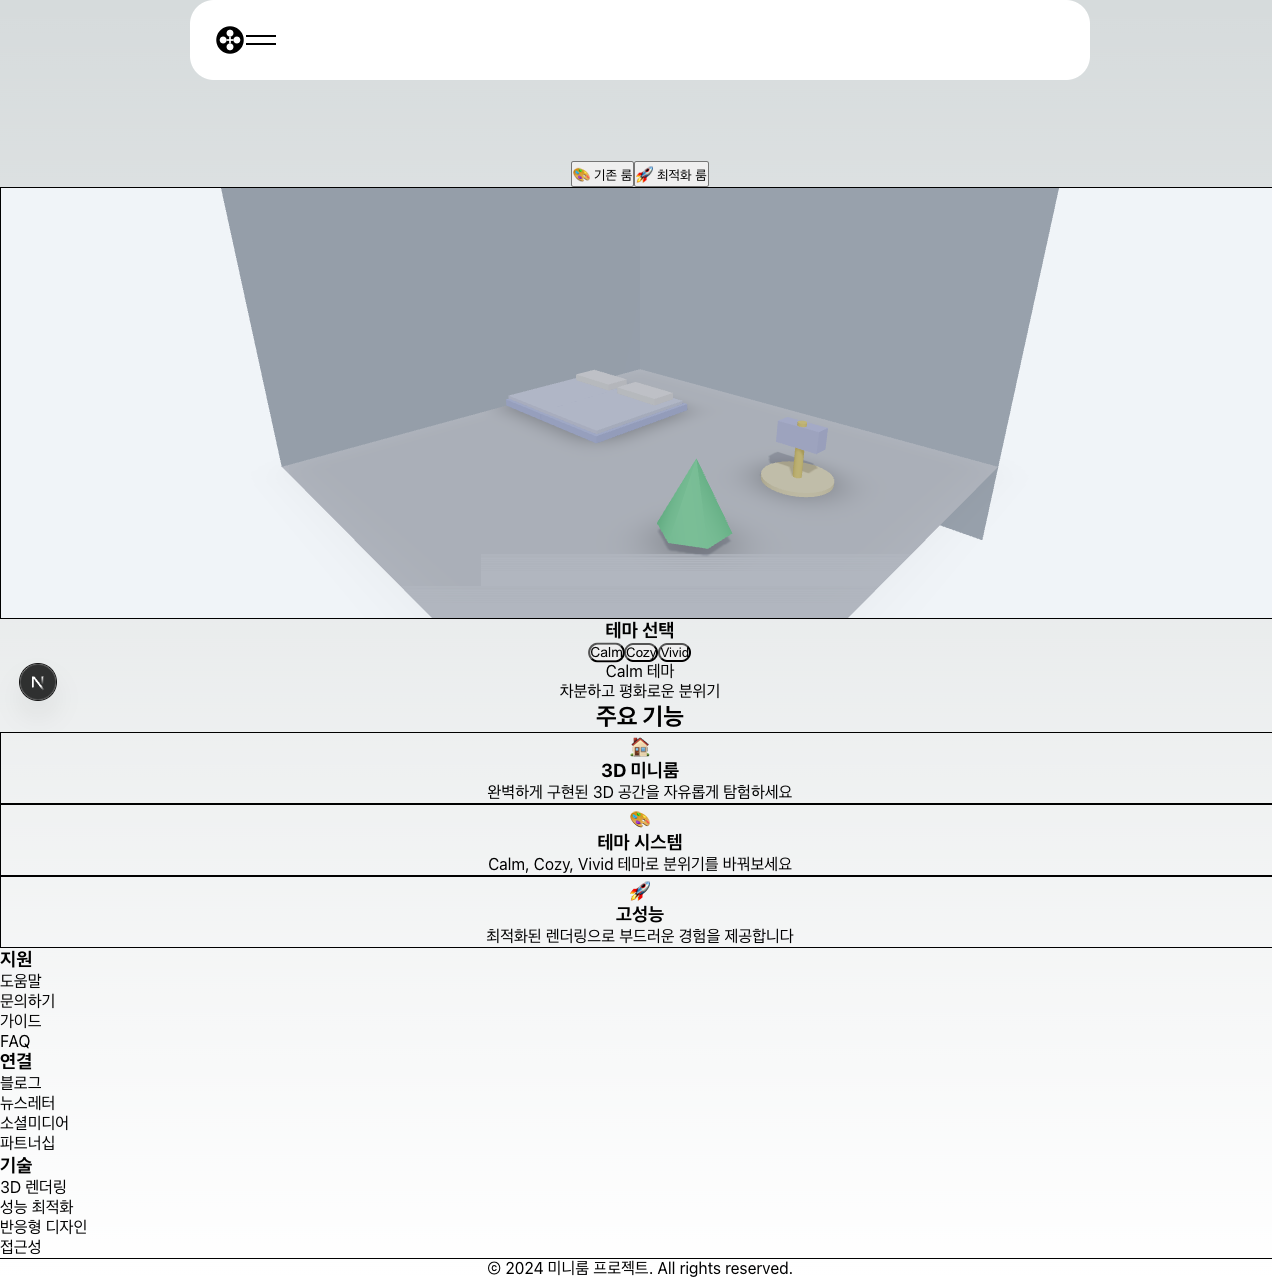 🎨 기존 룸 🚀 최적화 룸
테마 선택
Calm Cozy Vivid
Calm 테마
차분하고 평화로운 분위기
주요 기능
🏠
3D 미니룸
완벽하게 구현된 3D 공간을 자유롭게 탐험하세요
🎨
테마 시스템
Calm, Cozy, Vivid 테마로 분위기를 바꿔보세요
🚀
고성능
최적화된 렌더링으로 부드러운 경험을 제공합니다
지원
도움말
문의하기
가이드
FAQ
연결
블로그
뉴스레터
소셜미디어
파트너십
기술
3D 렌더링
성능 최적화
반응형 디자인
접근성
© 2024 미니룸 프로젝트. All rights reserved.
N